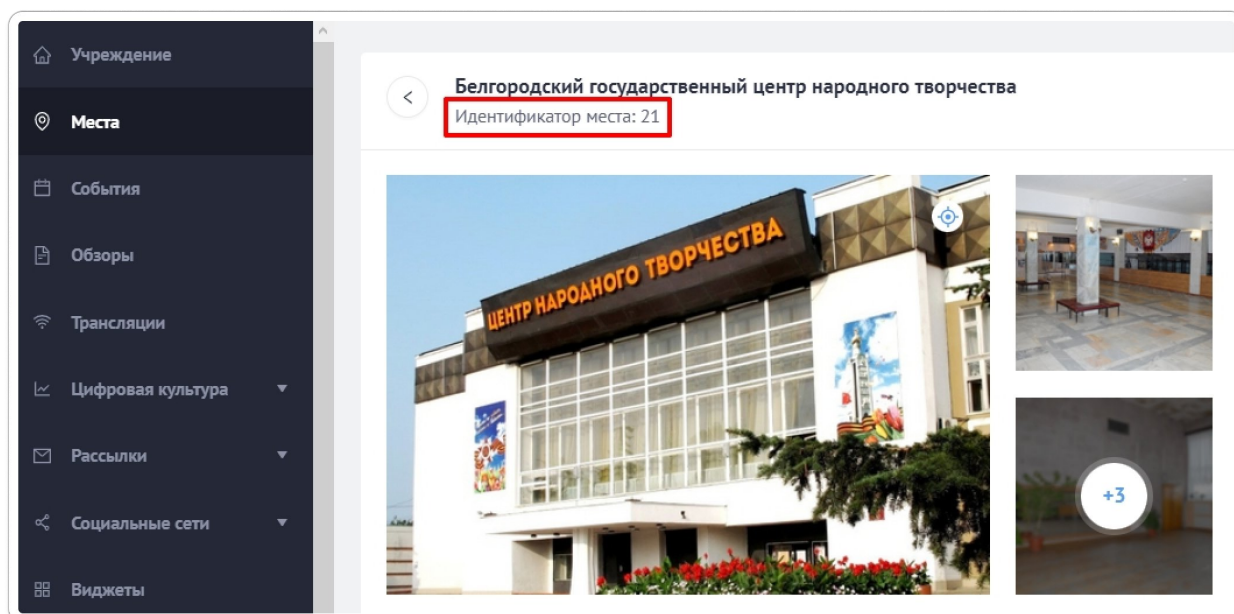 Учреждение
Места
События
Обзоры
Трансляции
Цифровая культура
Рассылки
Социальные сети
Виджеты
Белгородский государственный центр народного творчества
Идентификатор места: 21
ЦЕНТР НАРОДНОГО ТВОРЧЕСТВА
+3